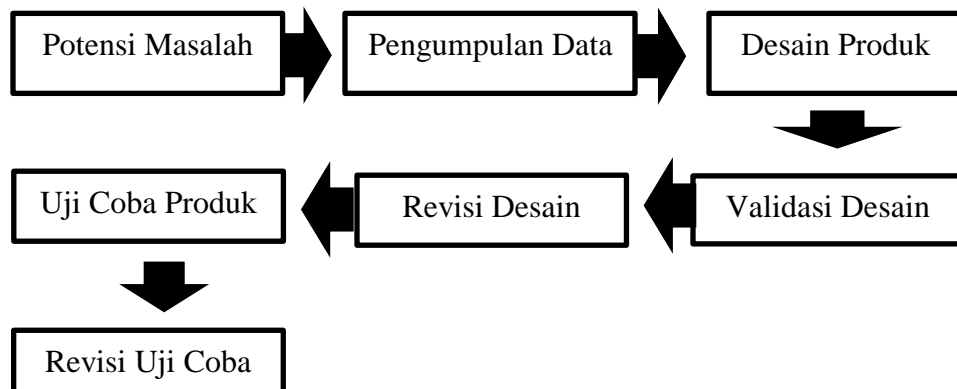 Potensi Masalah
Pengumpulan Data
Desain Produk
Validasi Desain
Revisi Desain
Uji Coba Produk
Revisi Uji Coba